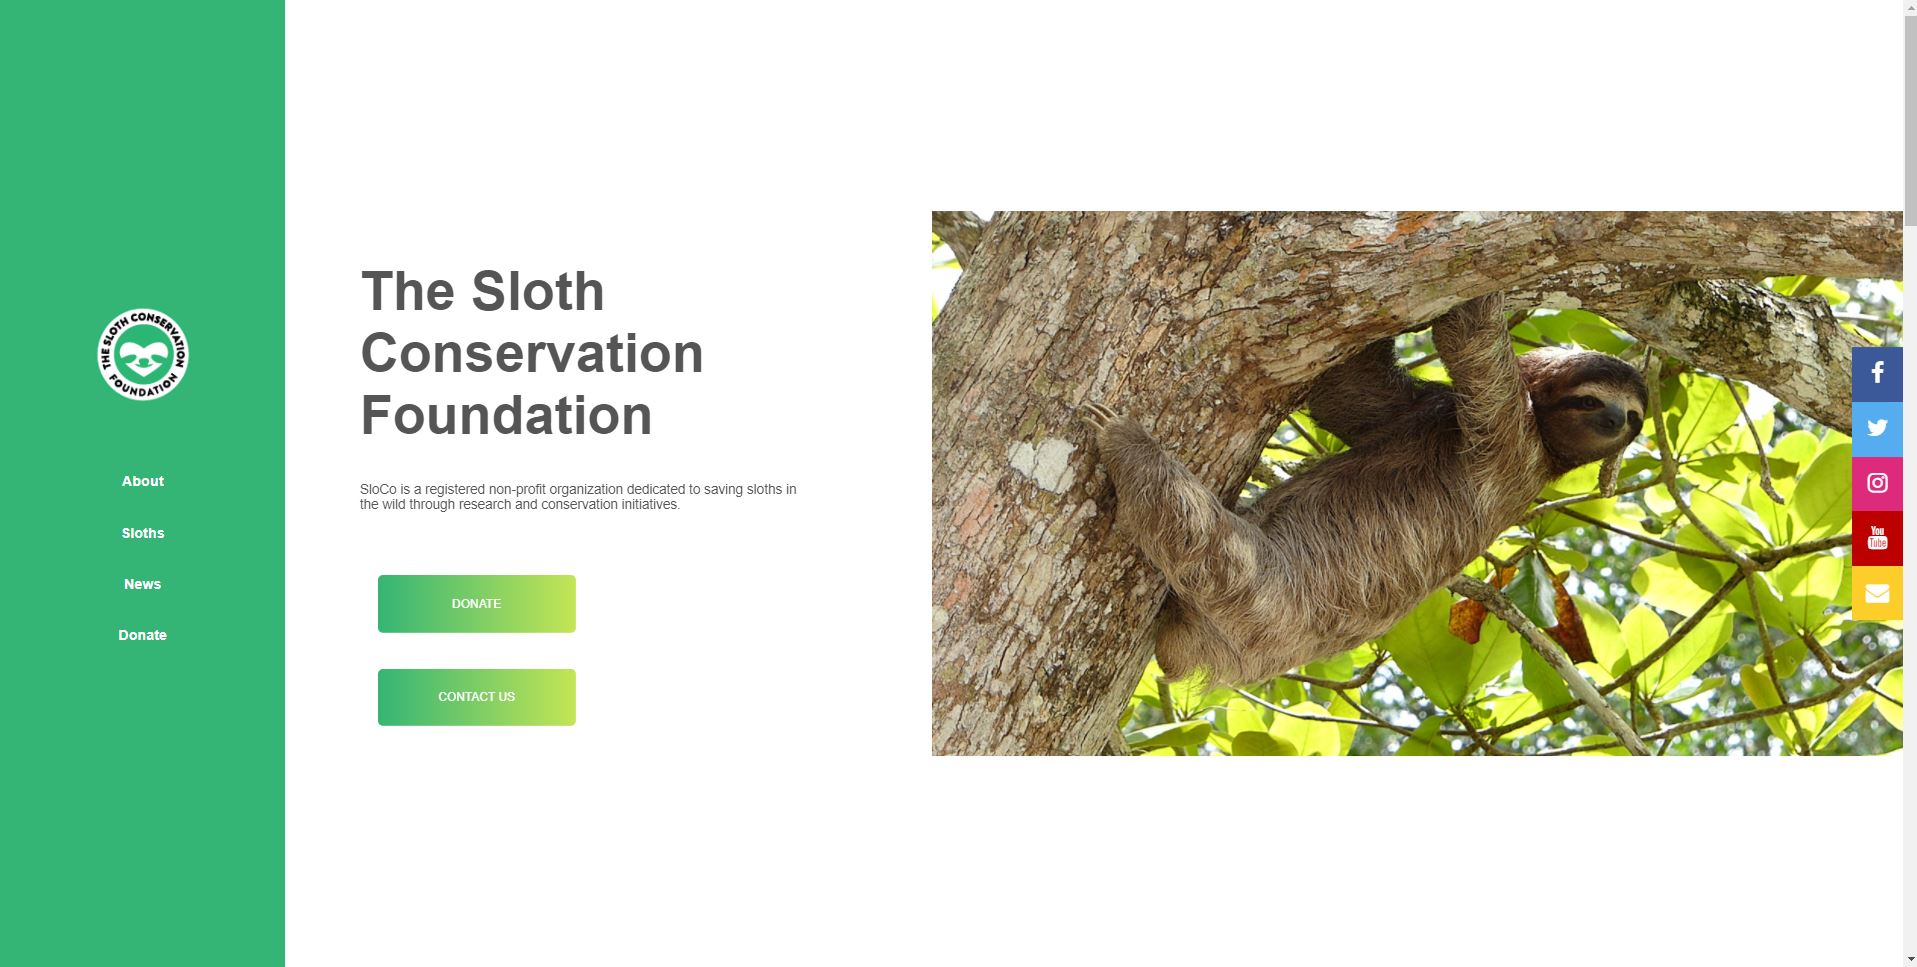 THE SLOTH CONSERVATION
FOUNDATION
About
Sloths
News
Donate
The Sloth
Conservation
Foundation
SloCo is a registered non-profit organization dedicated to saving sloths in
the wild through research and conservation initiatives.
DONATE
CONTACT US
You
Tube